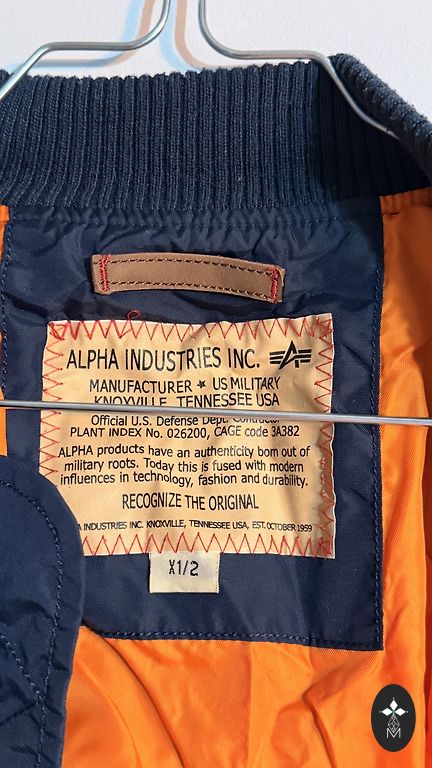 ALPHA INDUSTRIES INC.
MANUFACTURER ★ US MILITARY
KNOXVILLE, TENNESSEE USA
Official U.S. Defense Dept. Contractor
PLANT INDEX No. 026200, CAGE code 3A382
ALPHA products have an authenticity born out of
military roots. Today this is fused with modern
influences in technology, fashion and durability.
RECOGNIZE THE ORIGINAL
A INDUSTRIES INC. KNOXVILLE, TENNESSEE USA, EST. OCTOBER 1959
X1/2
M